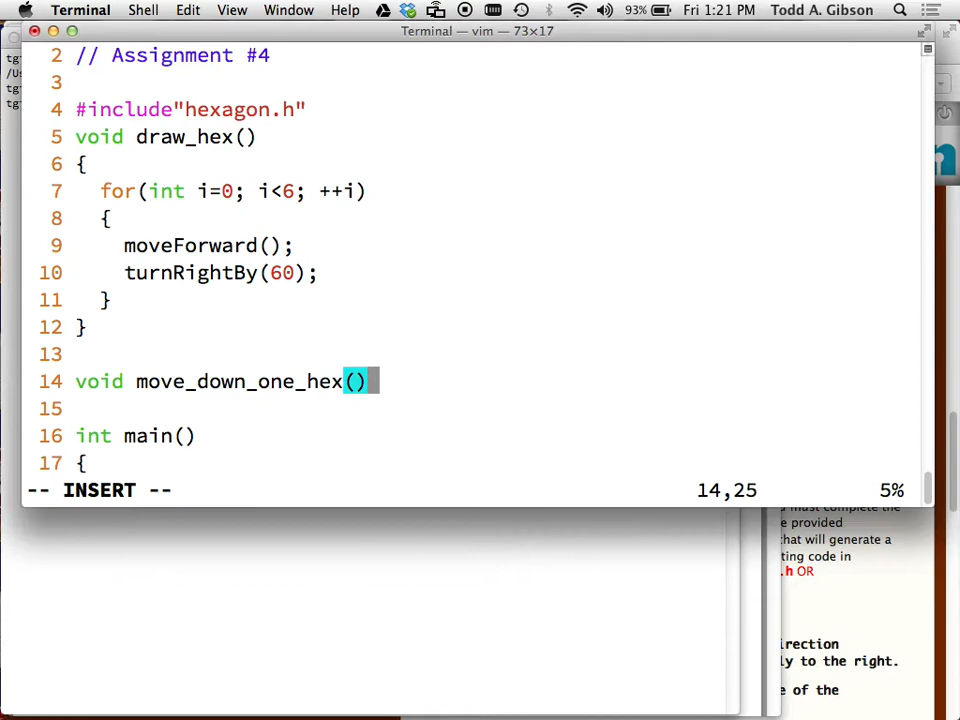 Terminal Shell Edit View Window Help 93% Fri 1:21 PM Todd A. Gibson
Terminal — vim — 73×17
2 // Assignment #4
3
4 #include"hexagon.h"
5 void draw_hex()
6 {
7 for(int i=0; i<6; ++i)
8 {
9 moveForward();
10 turnRightBy(60);
11 }
12 }
13
14 void move_down_one_hex()
15
16 int main()
17 {
-- INSERT -- 14,25 5%
must complete the
provided
that will generate a
ting code in
.h OR
irection
ly to the right.
e of the